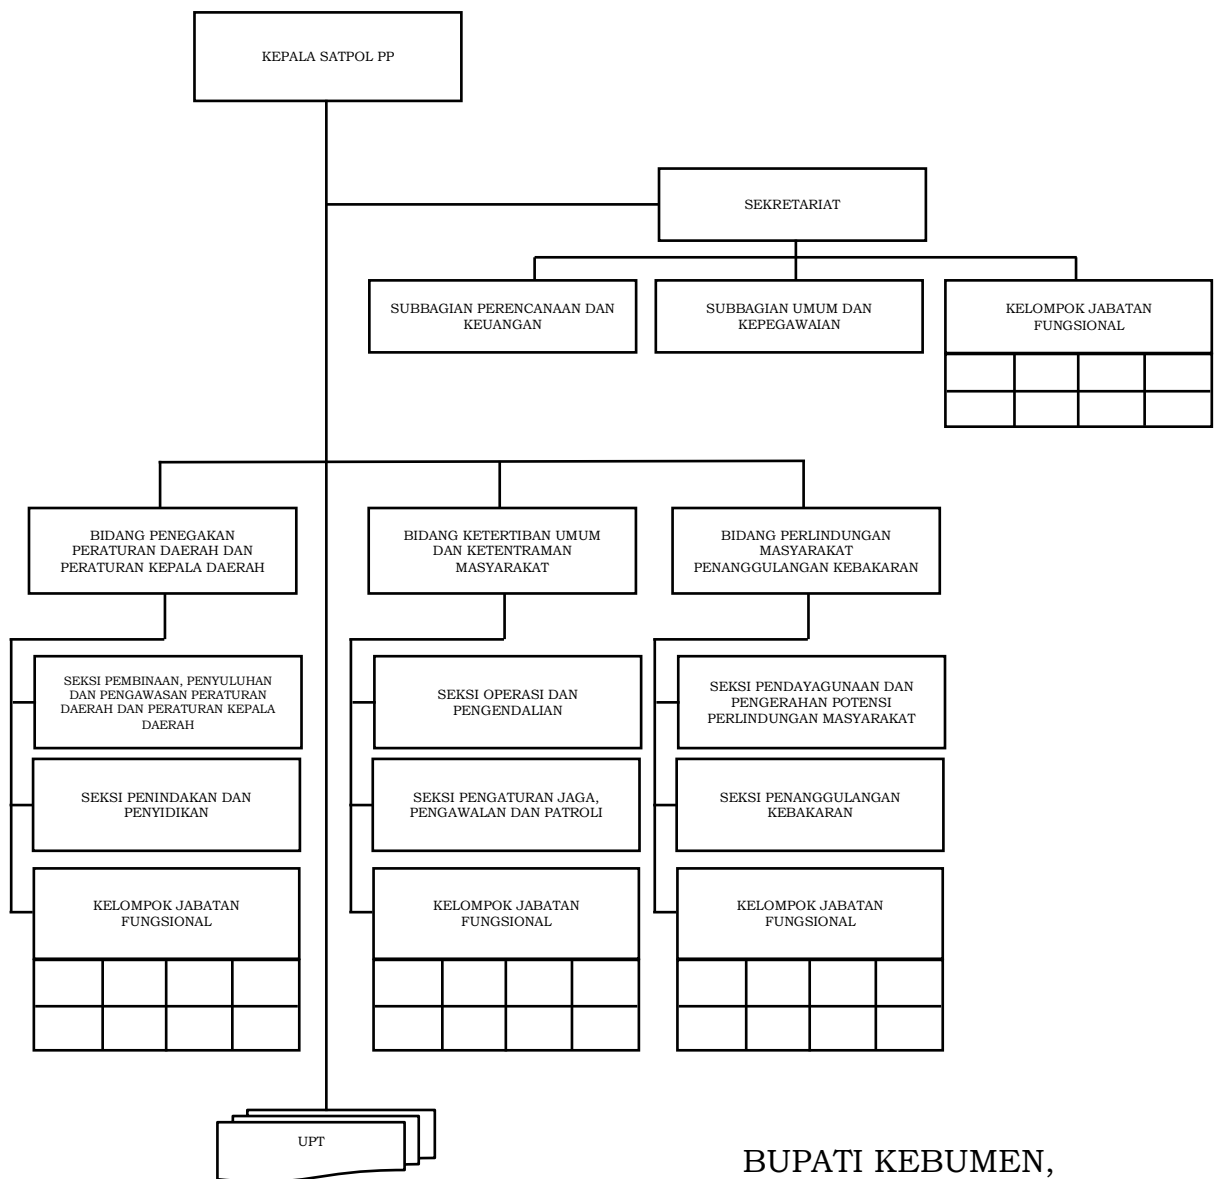 KEPALA SATPOL PP
SEKRETARIAT
SUBBAGIAN PERENCANAAN DAN
KEUANGAN
SUBBAGIAN UMUM DAN
KEPEGAWAIAN
KELOMPOK JABATAN
FUNGSIONAL
BIDANG PENEGAKAN
PERATURAN DAERAH DAN
PERATURAN KEPALA DAERAH
BIDANG KETERTIBAN UMUM
DAN KETENTRAMAN
MASYARAKAT
BIDANG PERLINDUNGAN
MASYARAKAT
PENANGGULANGAN KEBAKARAN
SEKSI PEMBINAAN, PENYULUHAN
DAN PENGAWASAN PERATURAN
DAERAH DAN PERATURAN KEPALA
DAERAH
SEKSI OPERASI DAN
PENGENDALIAN
SEKSI PENDAYAGUNAAN DAN
PENGERAHAN POTENSI
PERLINDUNGAN MASYARAKAT
SEKSI PENINDAKAN DAN
PENYIDIKAN
SEKSI PENGATURAN JAGA,
PENGAWALAN DAN PATROLI
SEKSI PENANGGULANGAN
KEBAKARAN
KELOMPOK JABATAN
FUNGSIONAL
KELOMPOK JABATAN
FUNGSIONAL
KELOMPOK JABATAN
FUNGSIONAL
UPT
BUPATI KEBUMEN,